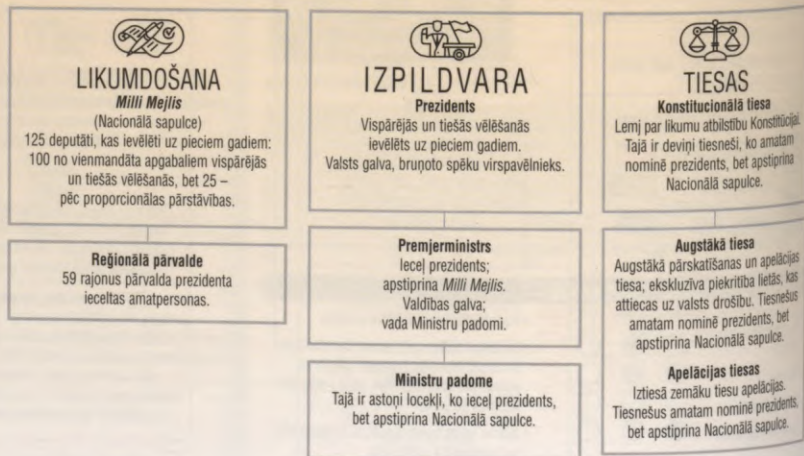 LIKUMDOŠANA
Milli Mejlis
(Nacionālā sapulce)
125 deputāti, kas ievēlēti uz pieciem gadiem:
100 no vienmandāta apgabaliem vispārējās
un tiešās vēlēšanās, bet 25 –
pēc proporcionālas pārstāvības.
Reģionālā pārvalde
59 rajonus pārvalda prezidenta
ieceltas amatpersonas.
IZPILDVARA
Prezidents
Vispārējās un tiešās vēlēšanās
ievēlēts uz pieciem gadiem.
Valsts galva, bruņoto spēku virspavēlnieks.
Premjerministrs
Ieceļ prezidents;
apstiprina Milli Mejlis.
Valdības galva;
vada Ministru padomi.
Ministru padome
Tajā ir astoņi locekļi, ko ieceļ prezidents,
bet apstiprina Nacionālā sapulce.
TIESAS
Konstitucionālā tiesa
Lemj par likumu atbilstību Konstitūcijai.
Tajā ir deviņi tiesneši, ko amatam
nominē prezidents, bet apstiprina
Nacionālā sapulce.
Augstākā tiesa
Augstākā pārskatīšanas un apelācijas
tiesa; ekskluzīva piekritība lietās, kas
attiecas uz valsts drošību. Tiesnešus
amatam nominē prezidents, bet
apstiprina Nacionālā sapulce.
Apelācijas tiesas
Iztiesā zemāku tiesu apelācijas.
Tiesnešus amatam nominē prezidents,
bet apstiprina Nacionālā sapulce.